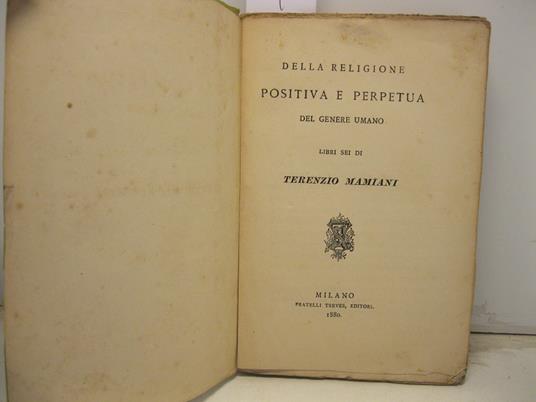 DELLA RELIGIONE
POSITIVA E PERPETUA
DEL GENERE UMANO
LIBRI SEI DI
TERENZIO MAMIANI
MILANO
FRATELLI TREVES, EDITORI.
1880.